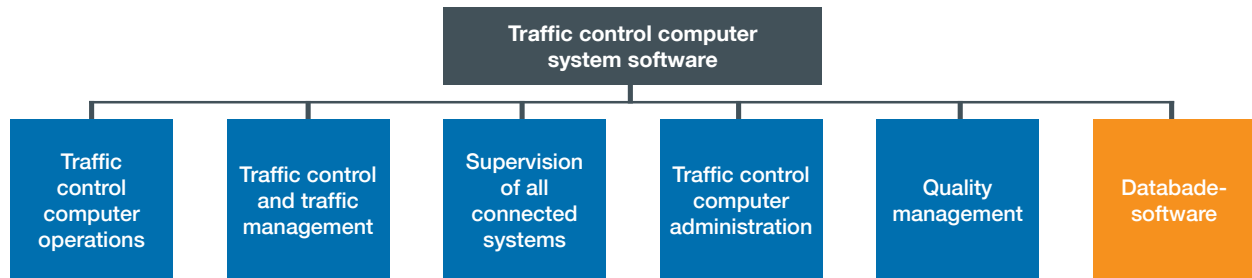 Traffic control computer
system software
Traffic
control
computer
operations
Traffic control
and traffic
management
Supervision
of all
connected
systems
Traffic control
computer
administration
Quality
management
Databade-
software